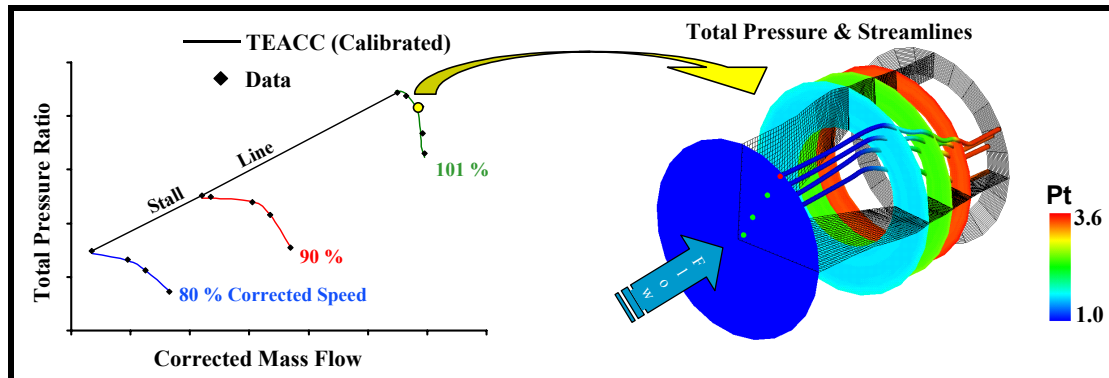 TEACC (Calibrated)
Data
Total Pressure & Streamlines
Total Pressure Ratio
Stall Line
101 %
90 %
80 % Corrected Speed
Corrected Mass Flow
Flow
Pt
3.6
1.0